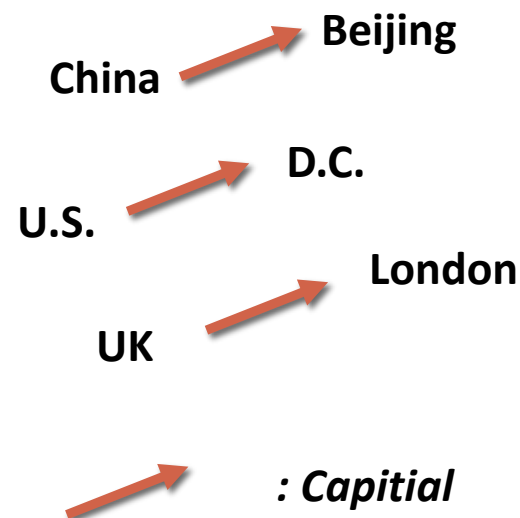 Beijing
China
D.C.
U.S.
London
UK
: Capitial